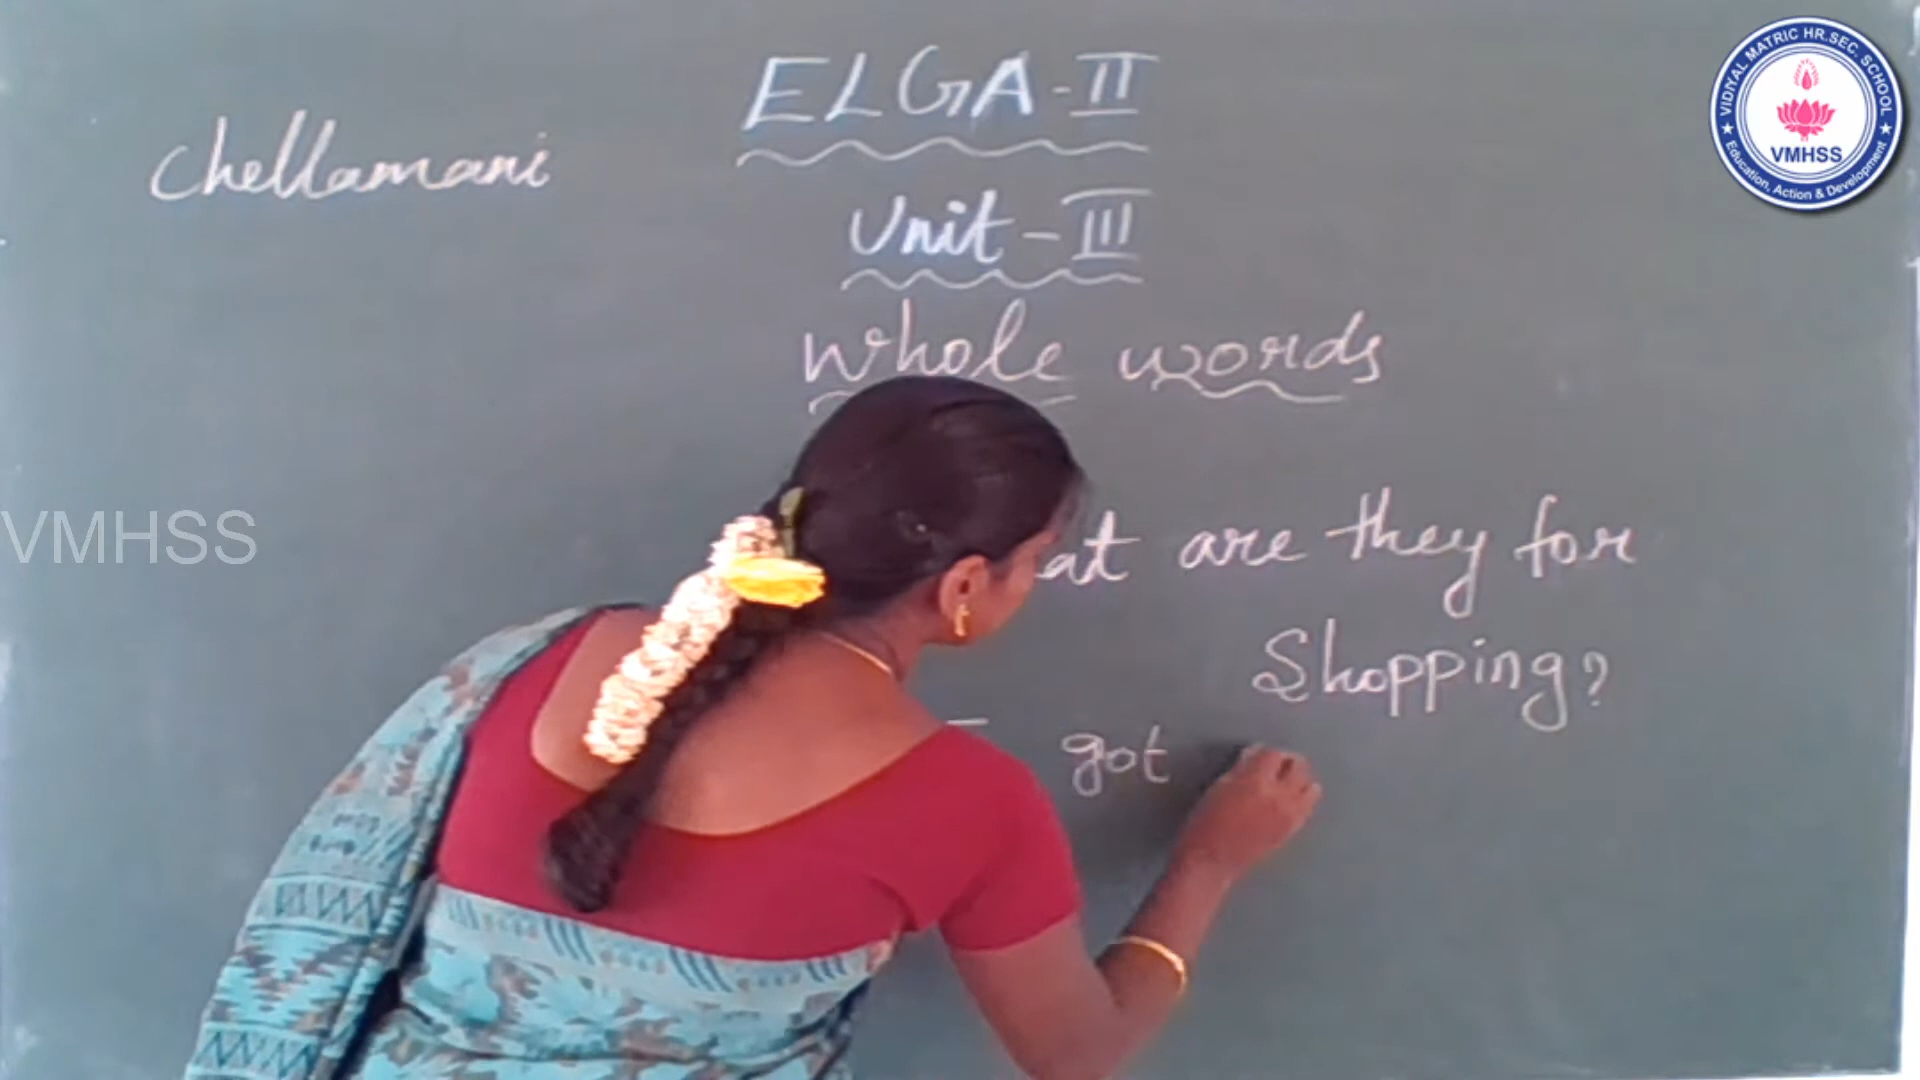 ELGA-II
Chellamani
Unit-III
Whole words
at are they for
Shopping?
- got
VMHSS
VIDIYAL MATRIC HR.SEC. SCHOOL
VMHSS
Education, Action & Development